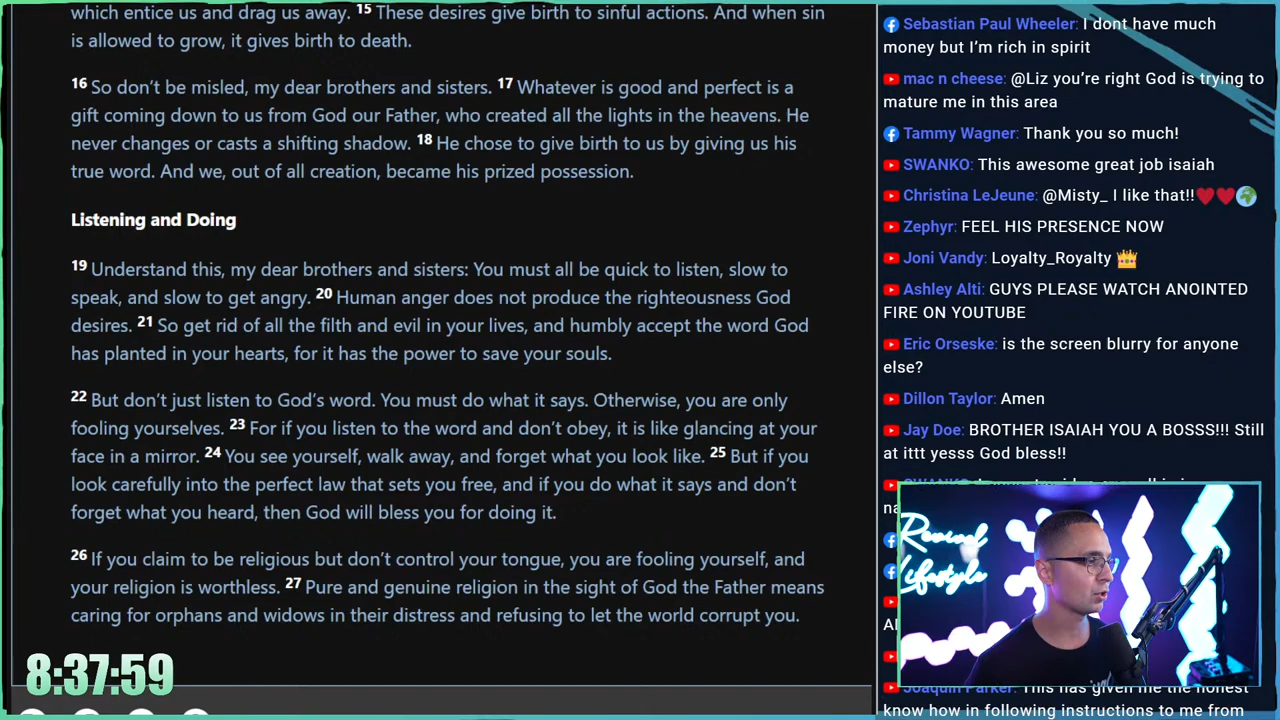 which entice us and drag us away. 15 These desires give birth to sinful actions. And when sin
is allowed to grow, it gives birth to death.
16 So don’t be misled, my dear brothers and sisters. 17 Whatever is good and perfect is a
gift coming down to us from God our Father, who created all the lights in the heavens. He
never changes or casts a shifting shadow. 18 He chose to give birth to us by giving us his
true word. And we, out of all creation, became his prized possession.
Listening and Doing
19 Understand this, my dear brothers and sisters: You must all be quick to listen, slow to
speak, and slow to get angry. 20 Human anger does not produce the righteousness God
desires. 21 So get rid of all the filth and evil in your lives, and humbly accept the word God
has planted in your hearts, for it has the power to save your souls.
22 But don’t just listen to God’s word. You must do what it says. Otherwise, you are only
fooling yourselves. 23 For if you listen to the word and don’t obey, it is like glancing at your
face in a mirror. 24 You see yourself, walk away, and forget what you look like. 25 But if you
look carefully into the perfect law that sets you free, and if you do what it says and don’t
forget what you heard, then God will bless you for doing it.
26 If you claim to be religious but don’t control your tongue, you are fooling yourself, and
your religion is worthless. 27 Pure and genuine religion in the sight of God the Father means
caring for orphans and widows in their distress and refusing to let the world corrupt you.
8:37:59
Sebastian Paul Wheeler: I dont have much
money but I’m rich in spirit
mac n cheese: @Liz you’re right God is trying to
mature me in this area
Tammy Wagner: Thank you so much!
SWANKO: This awesome great job isaiah
Christina LeJeune: @Misty_ I like that!!♥️♥️🌍
Zephyr: FEEL HIS PRESENCE NOW
Joni Vandy: Loyalty_Royalty 👑
Ashley Alti: GUYS PLEASE WATCH ANOINTED
FIRE ON YOUTUBE
Eric Orseske: is the screen blurry for anyone
else?
Dillon Taylor: Amen
Jay Doe: BROTHER ISAIAH YOU A BOSSS!!! Still
at ittt yesss God bless!!
Revival
Lifestyle
Joaquin Parker: This has given me the honest
know how in following instructions to me from